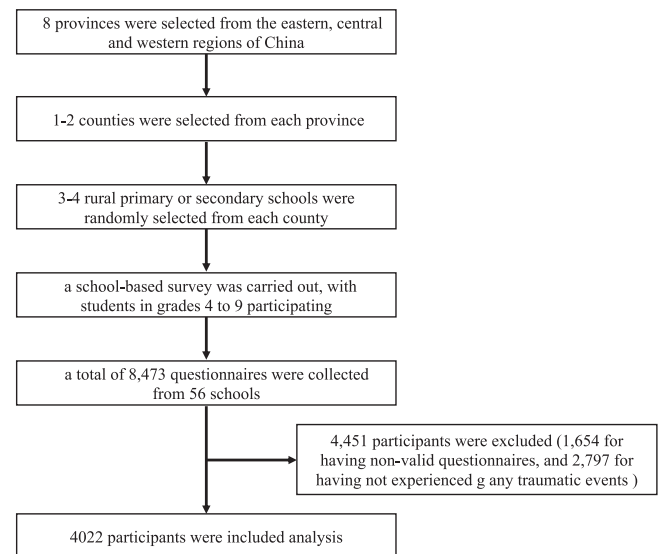 8 provinces were selected from the eastern, central
and western regions of China
1-2 counties were selected from each province
3-4 rural primary or secondary schools were
randomly selected from each county
a school-based survey was carried out, with
students in grades 4 to 9 participating
a total of 8,473 questionnaires were collected
from 56 schools
4,451 participants were excluded (1,654 for
having non-valid questionnaires, and 2,797 for
having not experienced g any traumatic events )
4022 participants were included analysis